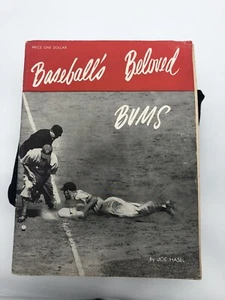 PRICE ONE DOLLAR
Baseball's Beloved
BUMS
By JOE HASEL